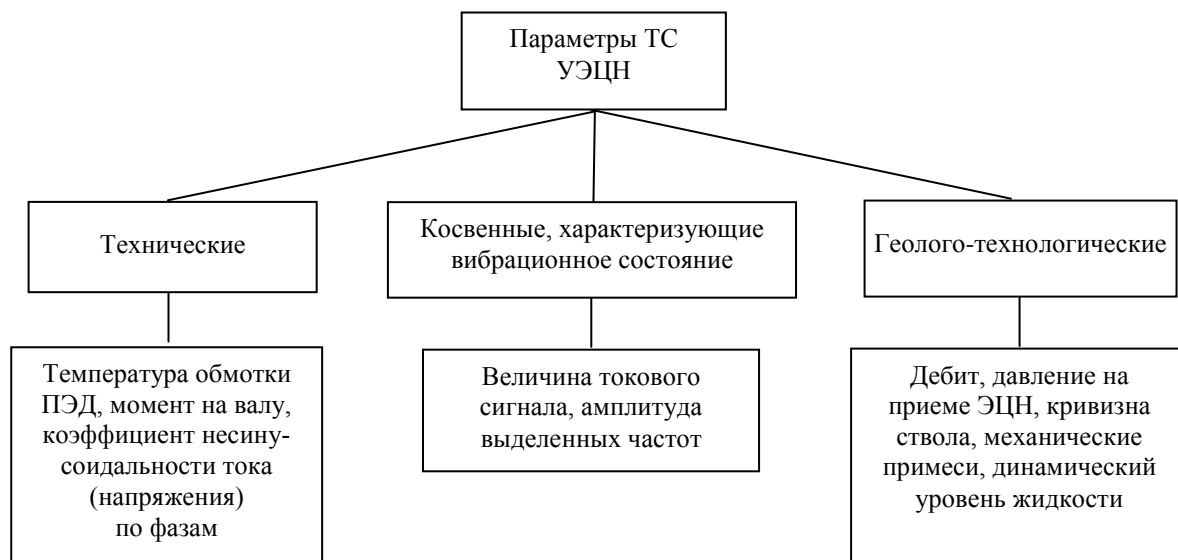 Параметры ТС
УЭЦН
Технические
Косвенные, характеризующие
вибрационное состояние
Геолого-технологические
Температура обмотки
ПЭД, момент на валу,
коэффициент несину-
соидальности тока
(напряжения)
по фазам
Величина токового
сигнала, амплитуда
выделенных частот
Дебит, давление на
приеме ЭЦН, кривизна
ствола, механические
примеси, динамический
уровень жидкости